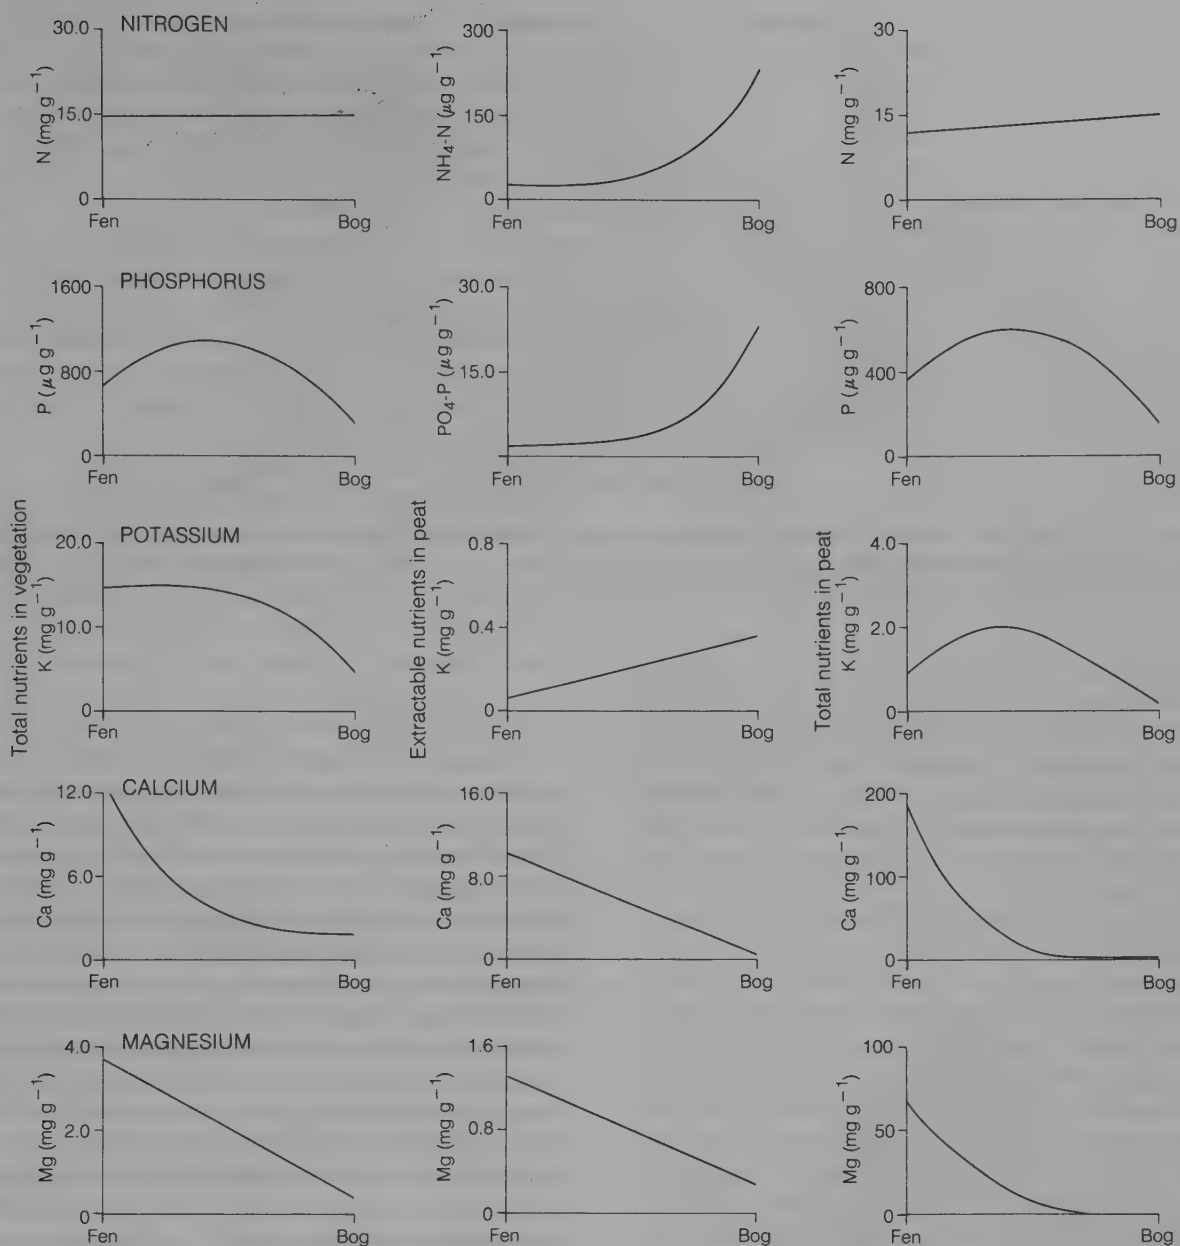 NITROGEN
30.0
15.0
0
N (mg g⁻¹)
Fen
Bog
300
150
0
NH₄-N (µg g⁻¹)
Fen
Bog
30
15
0
N (mg g⁻¹)
Fen
Bog
PHOSPHORUS
1600
800
0
P (µg g⁻¹)
Fen
Bog
30.0
15.0
PO₄-P (µg g⁻¹)
Fen
Bog
800
400
0
P (µg g⁻¹)
Fen
Bog
Total nutrients in vegetation
POTASSIUM
20.0
10.0
0
K (mg g⁻¹)
Fen
Bog
Extractable nutrients in peat
0.8
0.4
0
K (mg g⁻¹)
Fen
Bog
Total nutrients in peat
4.0
2.0
0
K (mg g⁻¹)
Fen
Bog
CALCIUM
12.0
6.0
0
Ca (mg g⁻¹)
Fen
Bog
16.0
8.0
0
Ca (mg g⁻¹)
Fen
Bog
200
100
0
Ca (mg g⁻¹)
Fen
Bog
MAGNESIUM
4.0
2.0
0
Mg (mg g⁻¹)
Fen
Bog
1.6
0.8
0
Mg (mg g⁻¹)
Fen
Bog
100
50
0
Mg (mg g⁻¹)
Fen
Bog